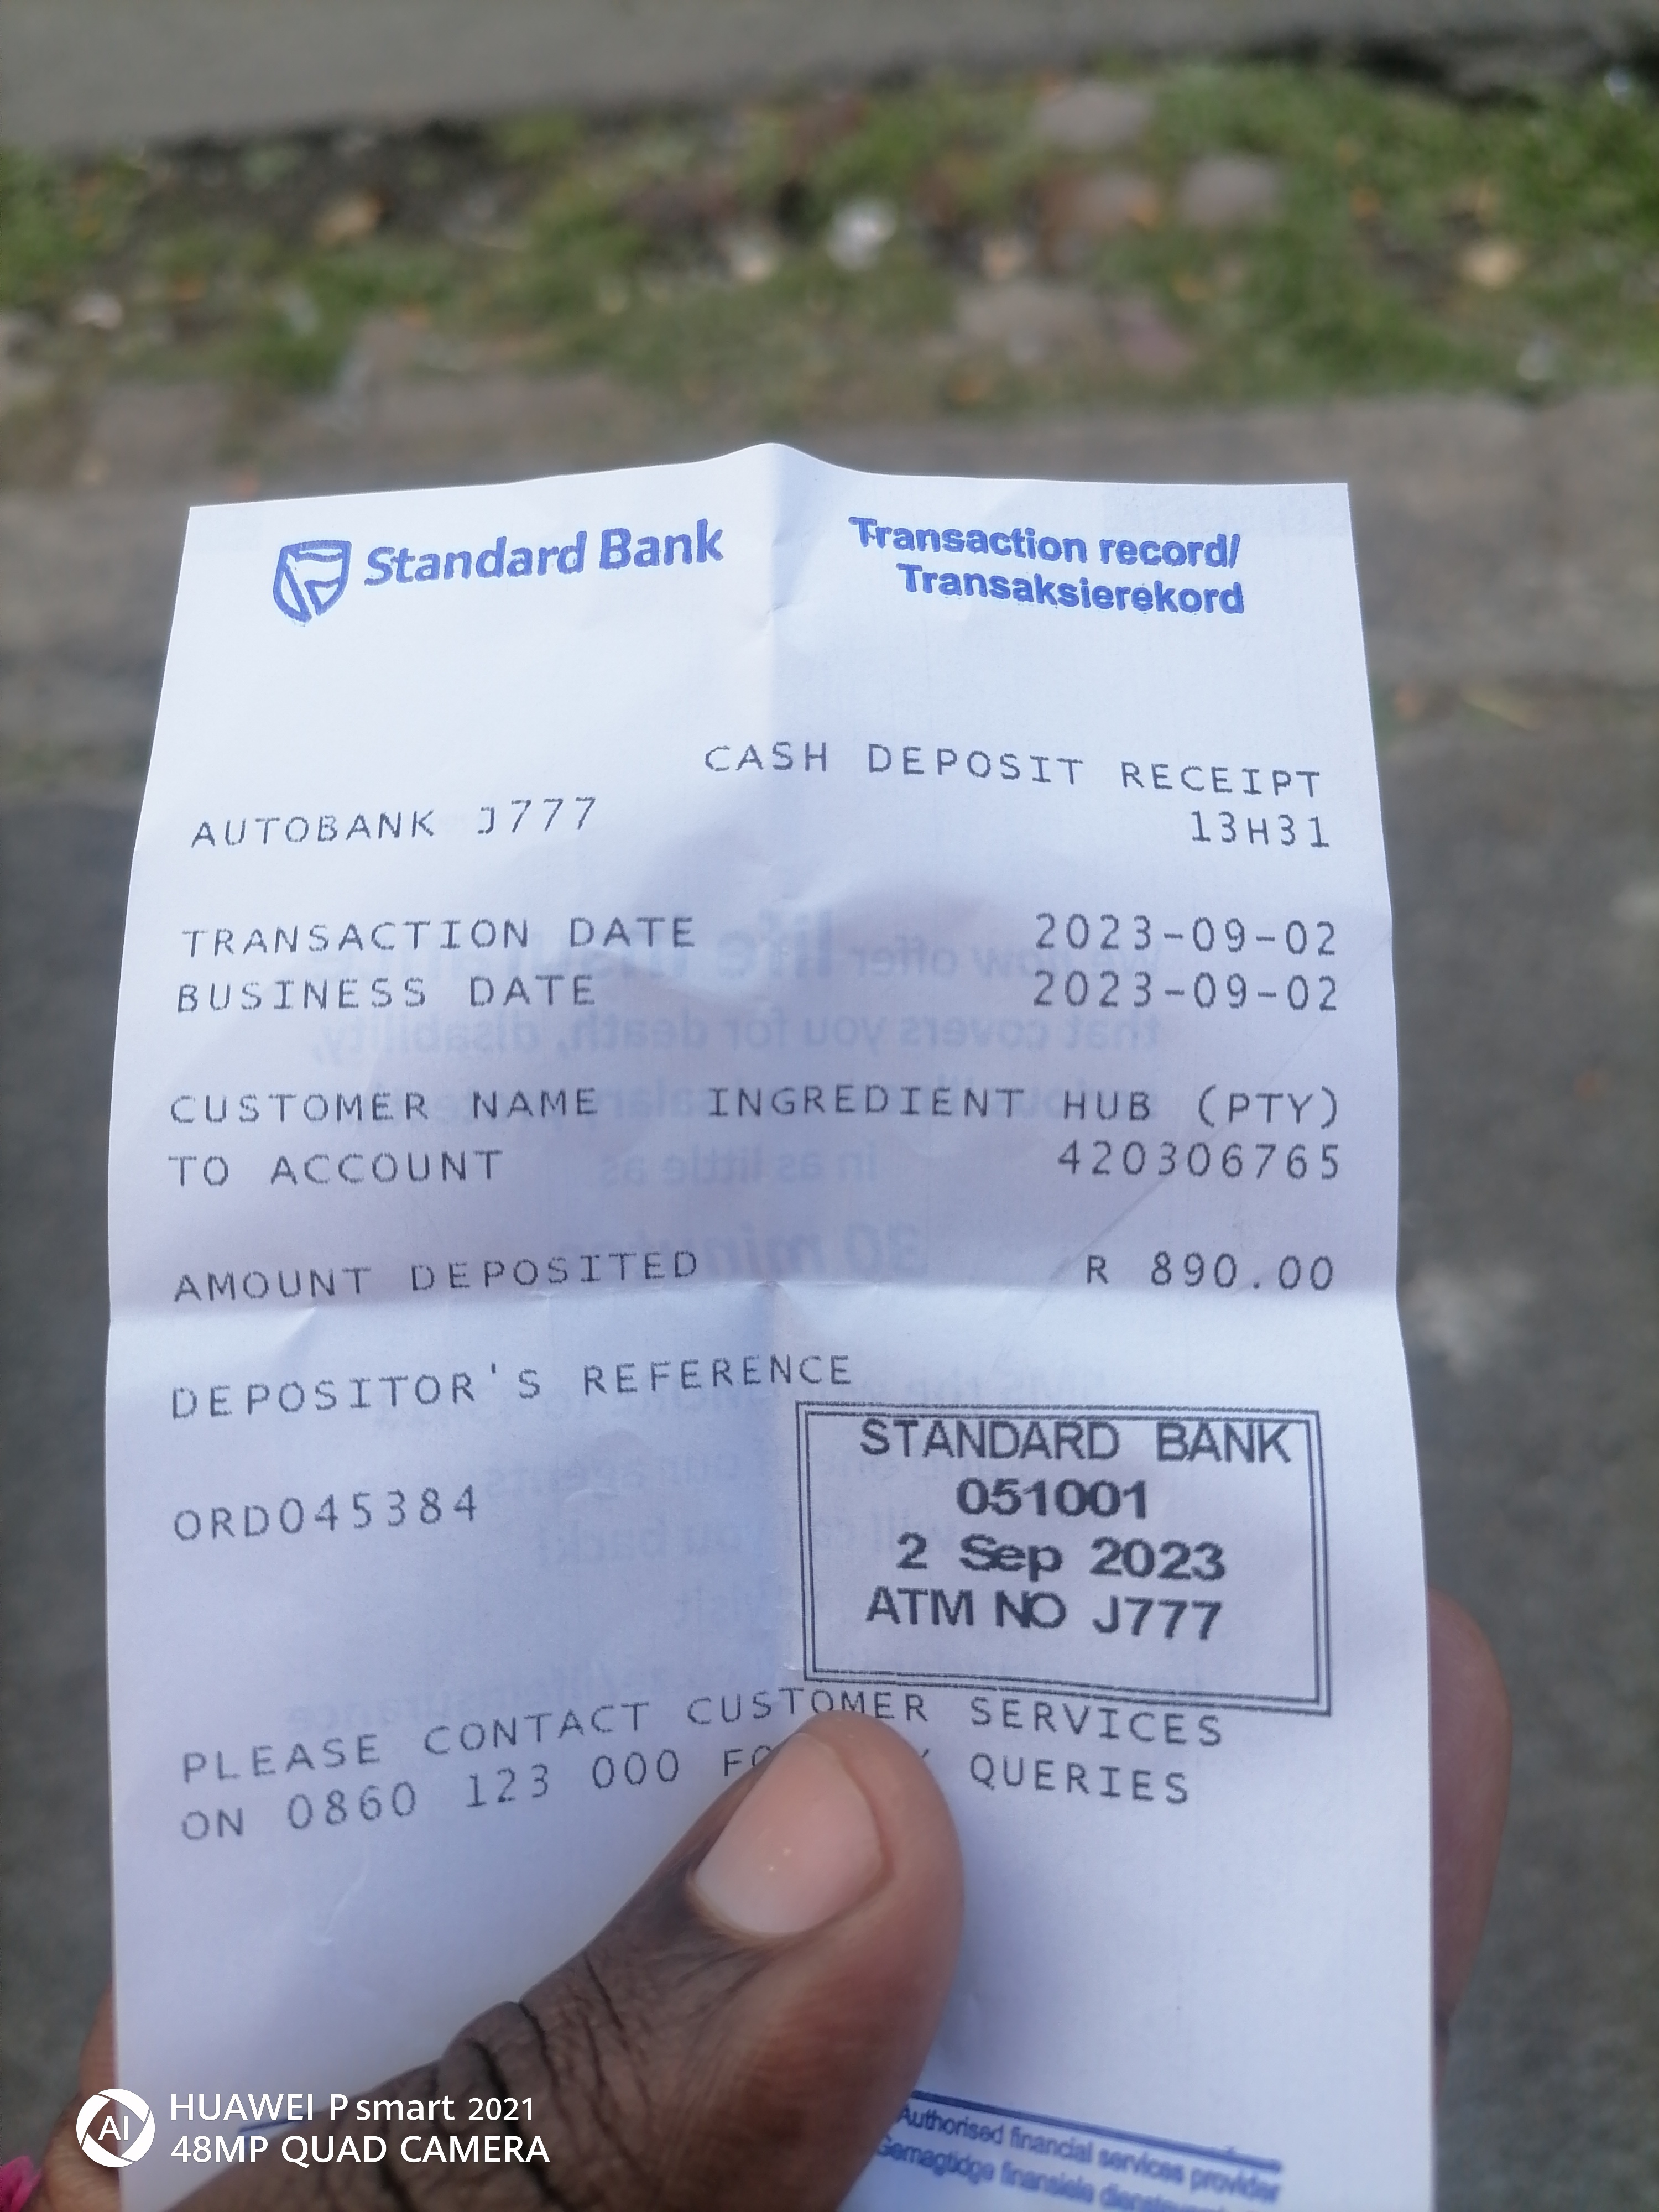 Standard Bank
Transaction record/
Transaksierekord
CASH DEPOSIT RECEIPT
AUTOBANK J777 13H31
TRANSACTION DATE 2023-09-02
BUSINESS DATE 2023-09-02
CUSTOMER NAME INGREDIENT HUB (PTY)
TO ACCOUNT 420306765
AMOUNT DEPOSITED R 890.00
DEPOSITOR'S REFERENCE
ORD045384
STANDARD BANK
051001
2 Sep 2023
ATM NO J777
PLEASE CONTACT CUSTOMER SERVICES
ON 0860 123 000 QUERIES
Authorised financial services provider
finansiële
AI
HUAWEI P smart 2021
48MP QUAD CAMERA